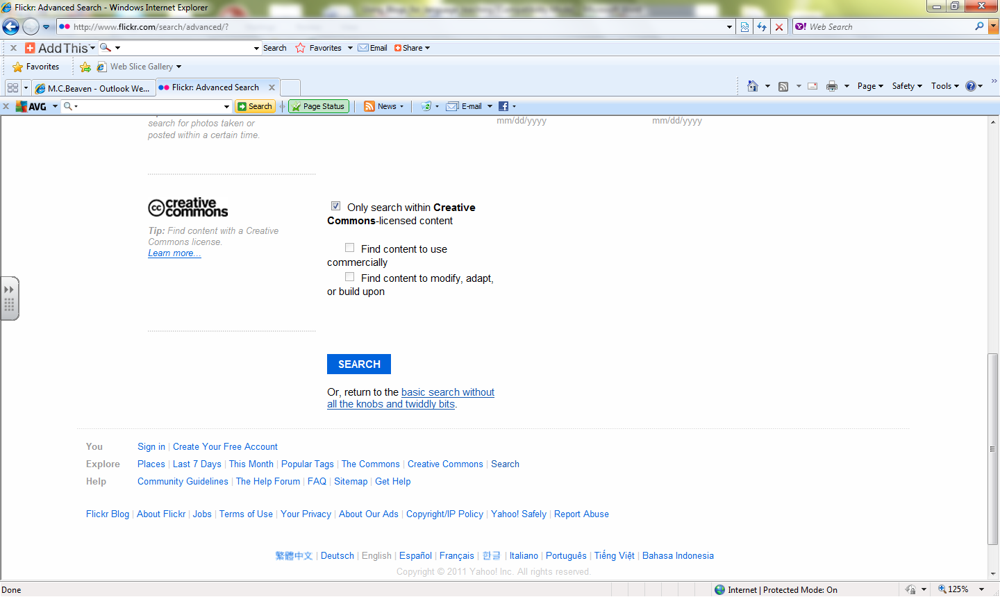 Flickr: Advanced Search - Windows Internet Explorer
http://www.flickr.com/search/advanced/?
Web Search
AddThis
Search
Favorites
Email
Share
Favorites
Web Slice Gallery
M.C.Beaven - Outlook We...
Flickr: Advanced Search
Page
Safety
Tools
AVG
Search
Page Status
News
E-mail
search for photos taken or
posted within a certain time.
mm/dd/yyyy
mm/dd/yyyy
cc creative
commons
Tip: Find content with a Creative
Commons license.
Learn more...
Only search within Creative
Commons-licensed content
Find content to use
commercially
Find content to modify, adapt,
or build upon
SEARCH
Or, return to the basic search without
all the knobs and twiddly bits.
You Sign in | Create Your Free Account
Explore Places | Last 7 Days | This Month | Popular Tags | The Commons | Creative Commons | Search
Help Community Guidelines | The Help Forum | FAQ | Sitemap | Get Help
Flickr Blog | About Flickr | Jobs | Terms of Use | Your Privacy | About Our Ads | Copyright/IP Policy | Yahoo! Safely | Report Abuse
繁體中文 | Deutsch | English | Español | Français | 한글 | Italiano | Português | Tiếng Việt | Bahasa Indonesia
Copyright © 2011 Yahoo! Inc. All rights reserved.
Done
Internet | Protected Mode: On
125%